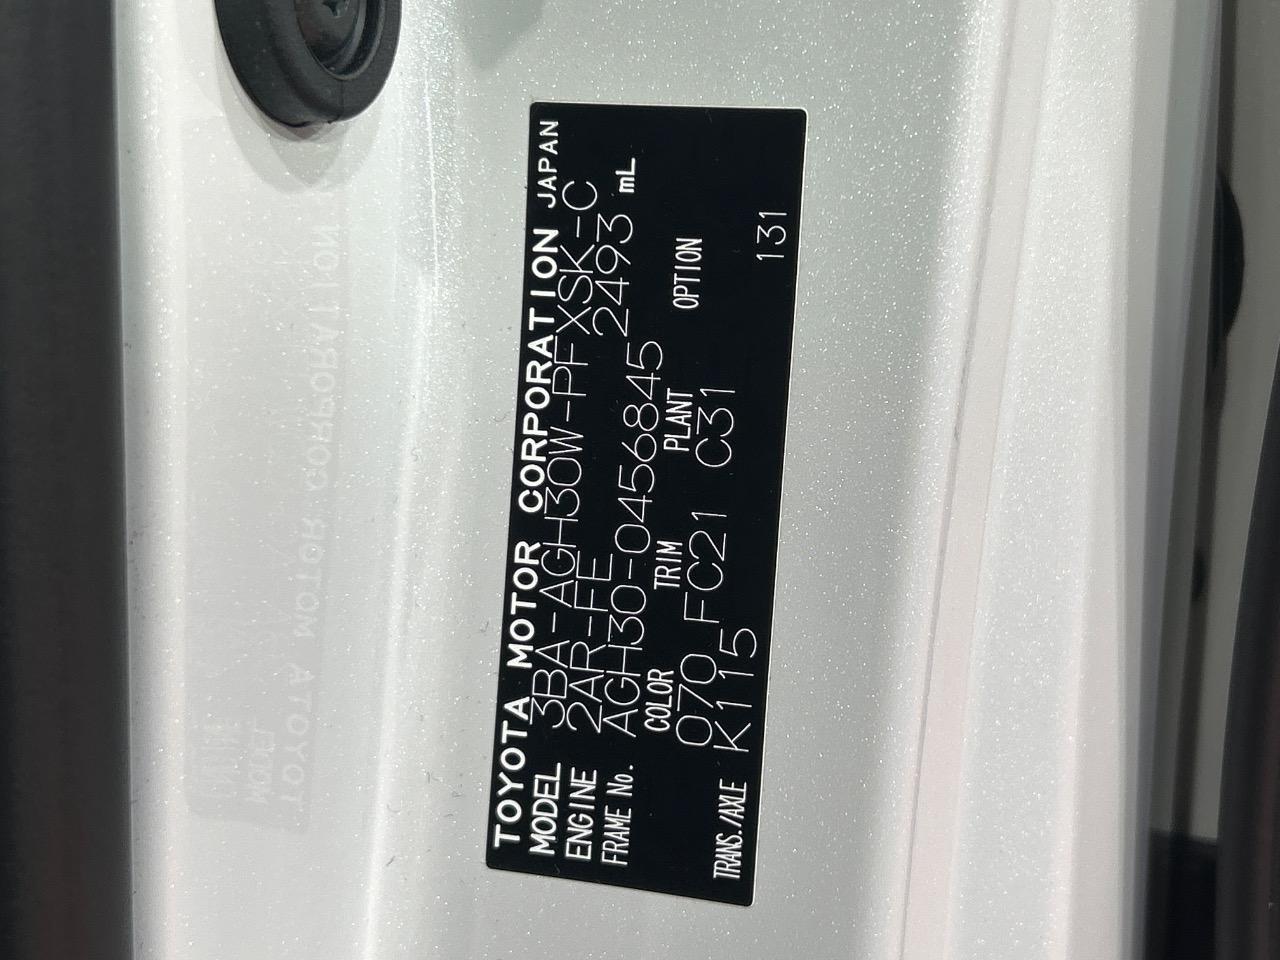 TOYOTA MOTOR CORPORATION JAPAN
MODEL 3BA-AGH30W-PFXSK-C
ENGINE 2AR-FE 2493 mL
FRAME No. AGH30-0456845
COLOR TRIM PLANT OPTION
070 FC21 C31
TRANS./AXLE K115 131